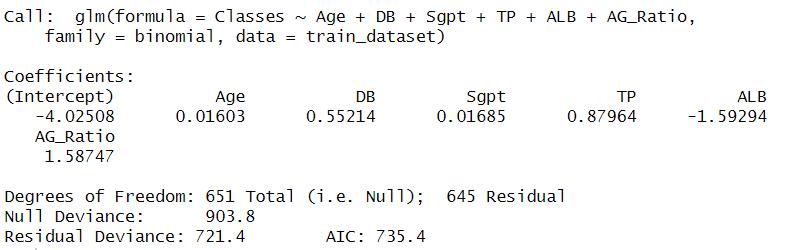 Call:  glm(formula = Classes ~ Age + DB + Sgpt + TP + ALB + AG_Ratio, 
    family = binomial, data = train_dataset)

Coefficients:
(Intercept)          Age           DB         Sgpt           TP          ALB  
   -4.02508      0.01603      0.55214      0.01685      0.87964     -1.59294  
   AG_Ratio  
    1.58747  

Degrees of Freedom: 651 Total (i.e. Null);  645 Residual
Null Deviance:      903.8 
Residual Deviance: 721.4        AIC: 735.4